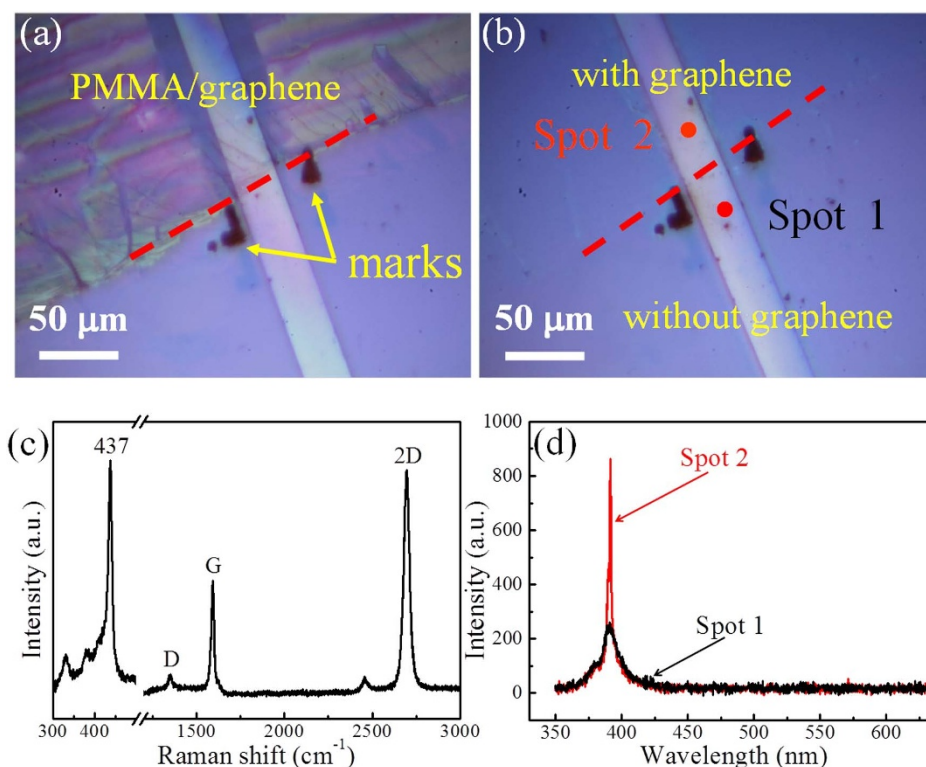 (a)
PMMA/graphene
marks
50 μm
(b)
with graphene
Spot 2
Spot 1
without graphene
50 μm
(c)
437
D
G
2D
Intensity (a.u.)
300 400 1500 2000 2500 3000
Raman shift (cm⁻¹)
(d)
Spot 2
Spot 1
Intensity (a.u.)
1000
800
600
400
200
0
350 400 450 500 550 600
Wavelength (nm)